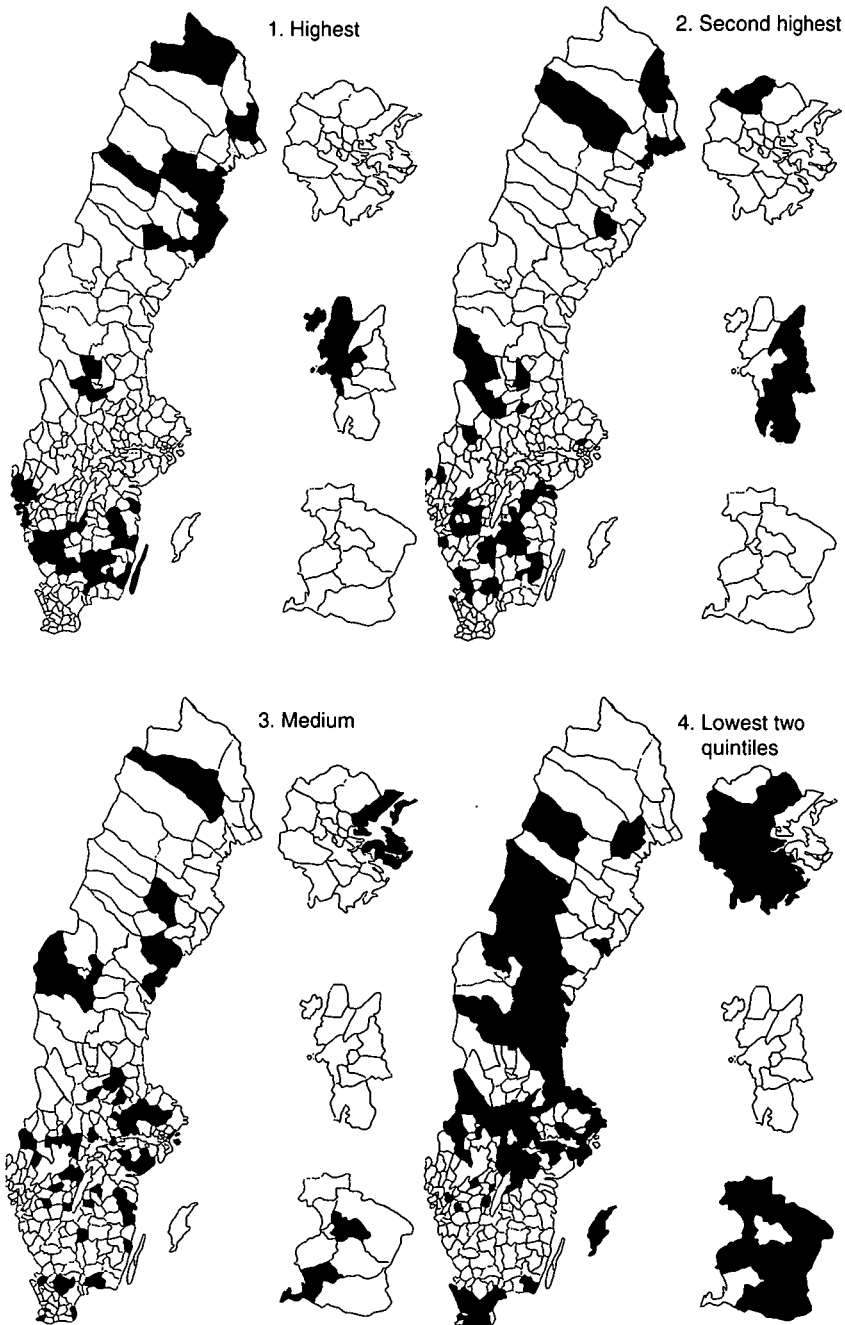 1. Highest
2. Second highest
3. Medium
4. Lowest two
quintiles